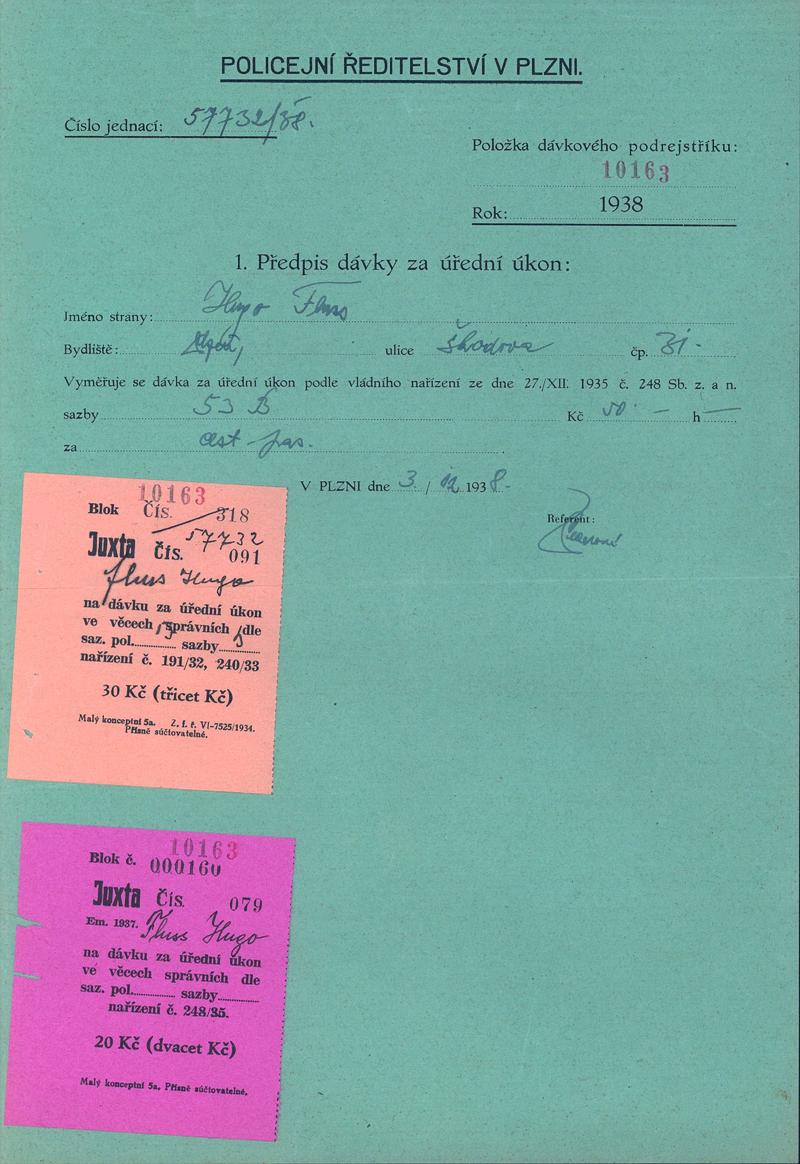 POLICEJNÍ ŘEDITELSTVÍ V PLZNI.
Číslo jednací: 57732/38.
Položka dávkového podrejstříku:
10163
Rok: 1938
1. Předpis dávky za úřední úkon:
Jméno strany: Hugo Fluss
Bydliště: ulice Škodova čp. 31-
Vyměřuje se dávka za úřední úkon podle vládního nařízení ze dne 27./XII. 1935 č. 248 Sb. z. a n.
sazby 53 B Kč 50 - h -
za cest-pas.
V PLZNI dne 3 / 12 1938-
Referent:
10163
Blok Čís. 318
57732
Juxta Čís. 091
Fluss Hugo
na dávku za úřední úkon
ve věcech správních dle
saz. pol. sazby
nařízení č. 191/32, 240/33
30 Kč (třicet Kč)
Malý konceptní 5a. Z. f. ř. VI-7525/1934.
Přísně súčtovatelné.
10163
Blok č. 000160
Juxta Čís. 079
Em. 1937. Fluss Hugo
na dávku za úřední úkon
ve věcech správních dle
saz. pol. sazby
nařízení č. 248/35.
20 Kč (dvacet Kč)
Malý konceptní 5a. Přísně súčtovatelné.